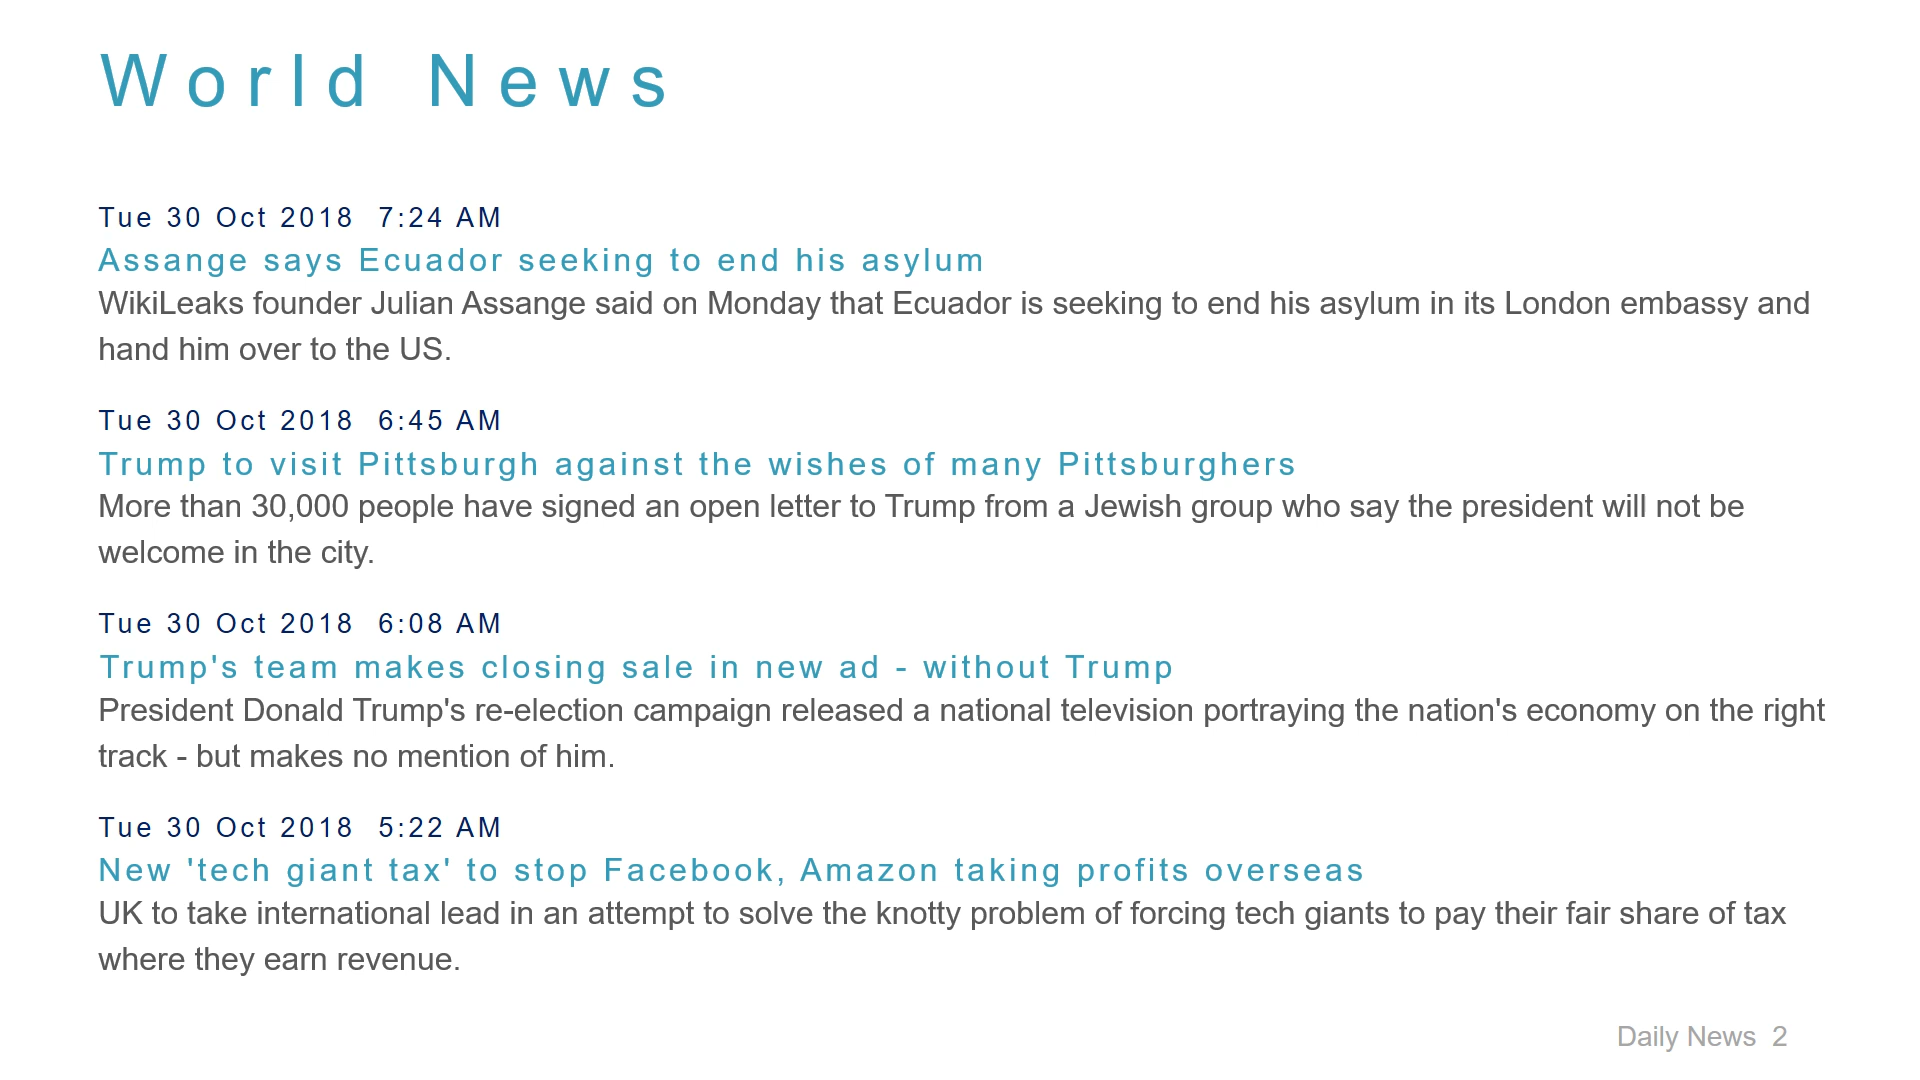 World News
Tue 30 Oct 2018  7:24 AM
Assange says Ecuador seeking to end his asylum
WikiLeaks founder Julian Assange said on Monday that Ecuador is seeking to end his asylum in its London embassy and
hand him over to the US.
Tue 30 Oct 2018  6:45 AM
Trump to visit Pittsburgh against the wishes of many Pittsburghers
More than 30,000 people have signed an open letter to Trump from a Jewish group who say the president will not be
welcome in the city.
Tue 30 Oct 2018  6:08 AM
Trump's team makes closing sale in new ad - without Trump
President Donald Trump's re-election campaign released a national television portraying the nation's economy on the right
track - but makes no mention of him.
Tue 30 Oct 2018  5:22 AM
New 'tech giant tax' to stop Facebook, Amazon taking profits overseas
UK to take international lead in an attempt to solve the knotty problem of forcing tech giants to pay their fair share of tax
where they earn revenue.
Daily News  2